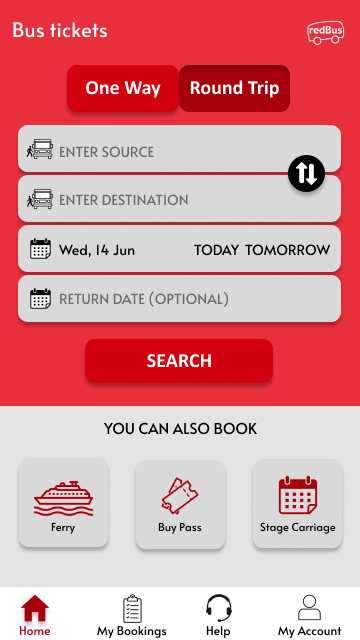 Bus tickets
redBus
One Way
Round Trip
ENTER SOURCE
ENTER DESTINATION
Wed, 14 Jun TODAY TOMORROW
RETURN DATE (OPTIONAL)
SEARCH
YOU CAN ALSO BOOK
Ferry
Buy Pass
Stage Carriage
Home
My Bookings
Help
My Account